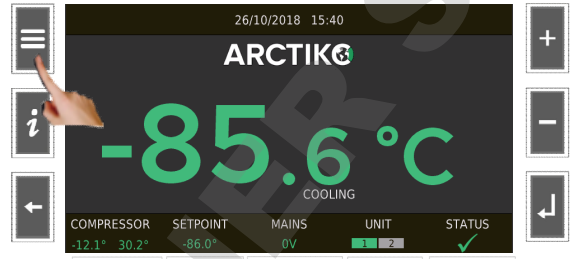 26/10/2018 15:40
ARCTIKO
-85.6 °C
COOLING
COMPRESSOR SETPOINT MAINS UNIT STATUS
-12.1° 30.2° -86.0° 0V 1 2
+
i
-